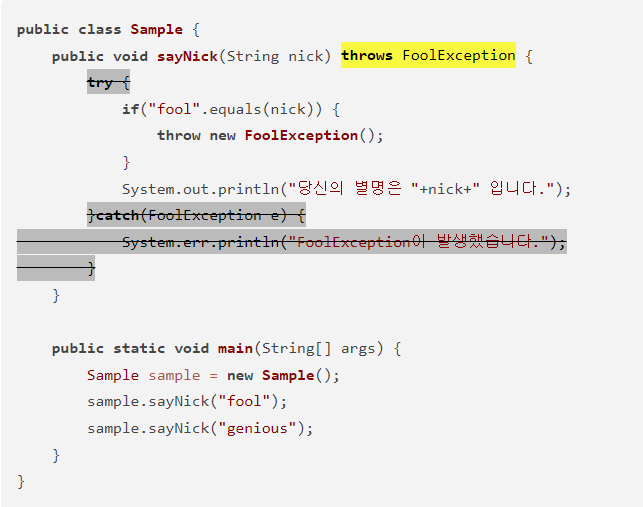 public class Sample {
public void sayNick(String nick) throws FoolException {
try {
if("fool".equals(nick)) {
throw new FoolException();
}
System.out.println("당신의 별명은 "+nick+" 입니다.");
}catch(FoolException e) {
System.err.println("FoolException이 발생했습니다.");
}
}
public static void main(String[] args) {
Sample sample = new Sample();
sample.sayNick("fool");
sample.sayNick("genious");
}
}